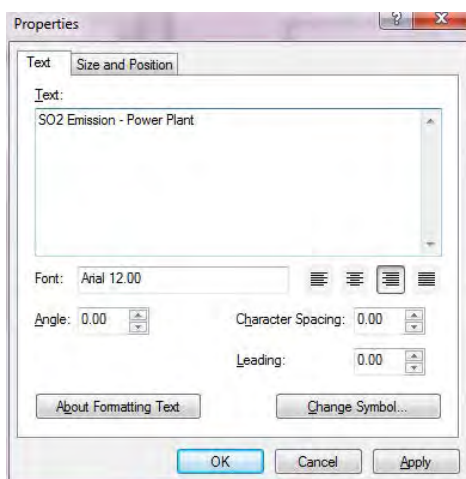 Properties
Text Size and Position
Text:
SO2 Emission - Power Plant
Font: Arial 12.00
Angle: 0.00 Character Spacing: 0.00
Leading: 0.00
About Formatting Text Change Symbol...
OK Cancel Apply